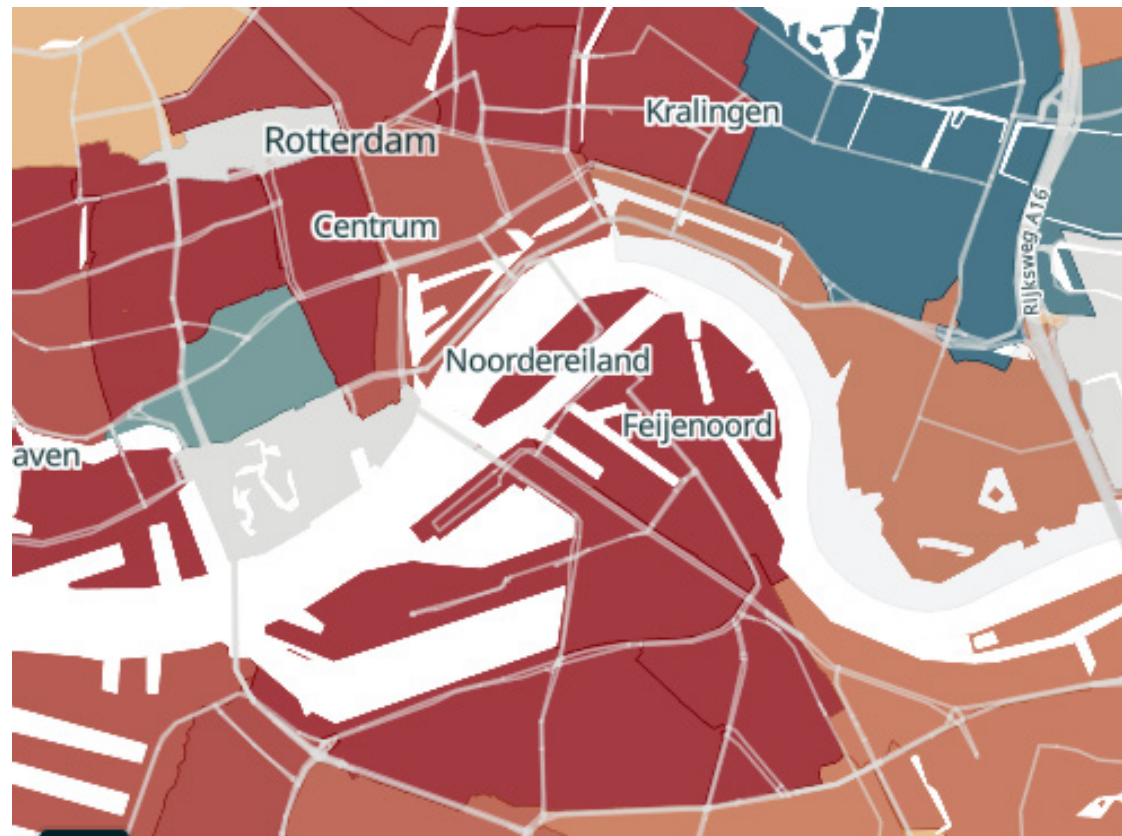 Kralingen
Rotterdam
Centrum
Rijksweg A16
Noordereiland
Feijenoord
aven